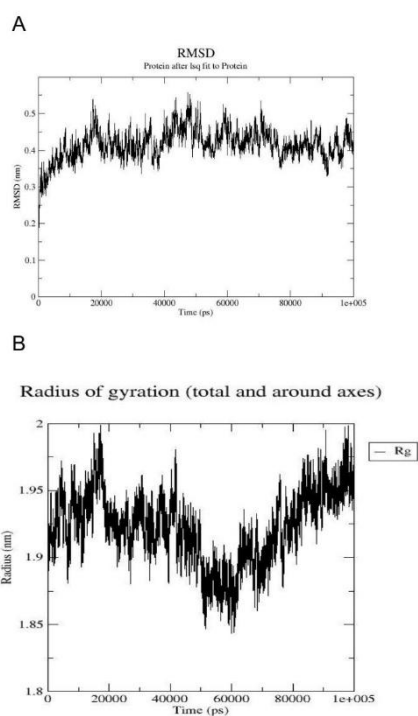 A
RMSD
Protein after lsq fit to Protein
RMSD (nm)
0.5
0.4
0.3
0.2
0.1
0
0
20000
40000
60000
80000
1e+005
Time (ps)
B
Radius of gyration (total and around axes)
Radius (nm)
2
1.95
1.9
1.85
1.8
Rg
0
20000
40000
60000
80000
1e+005
Time (ps)